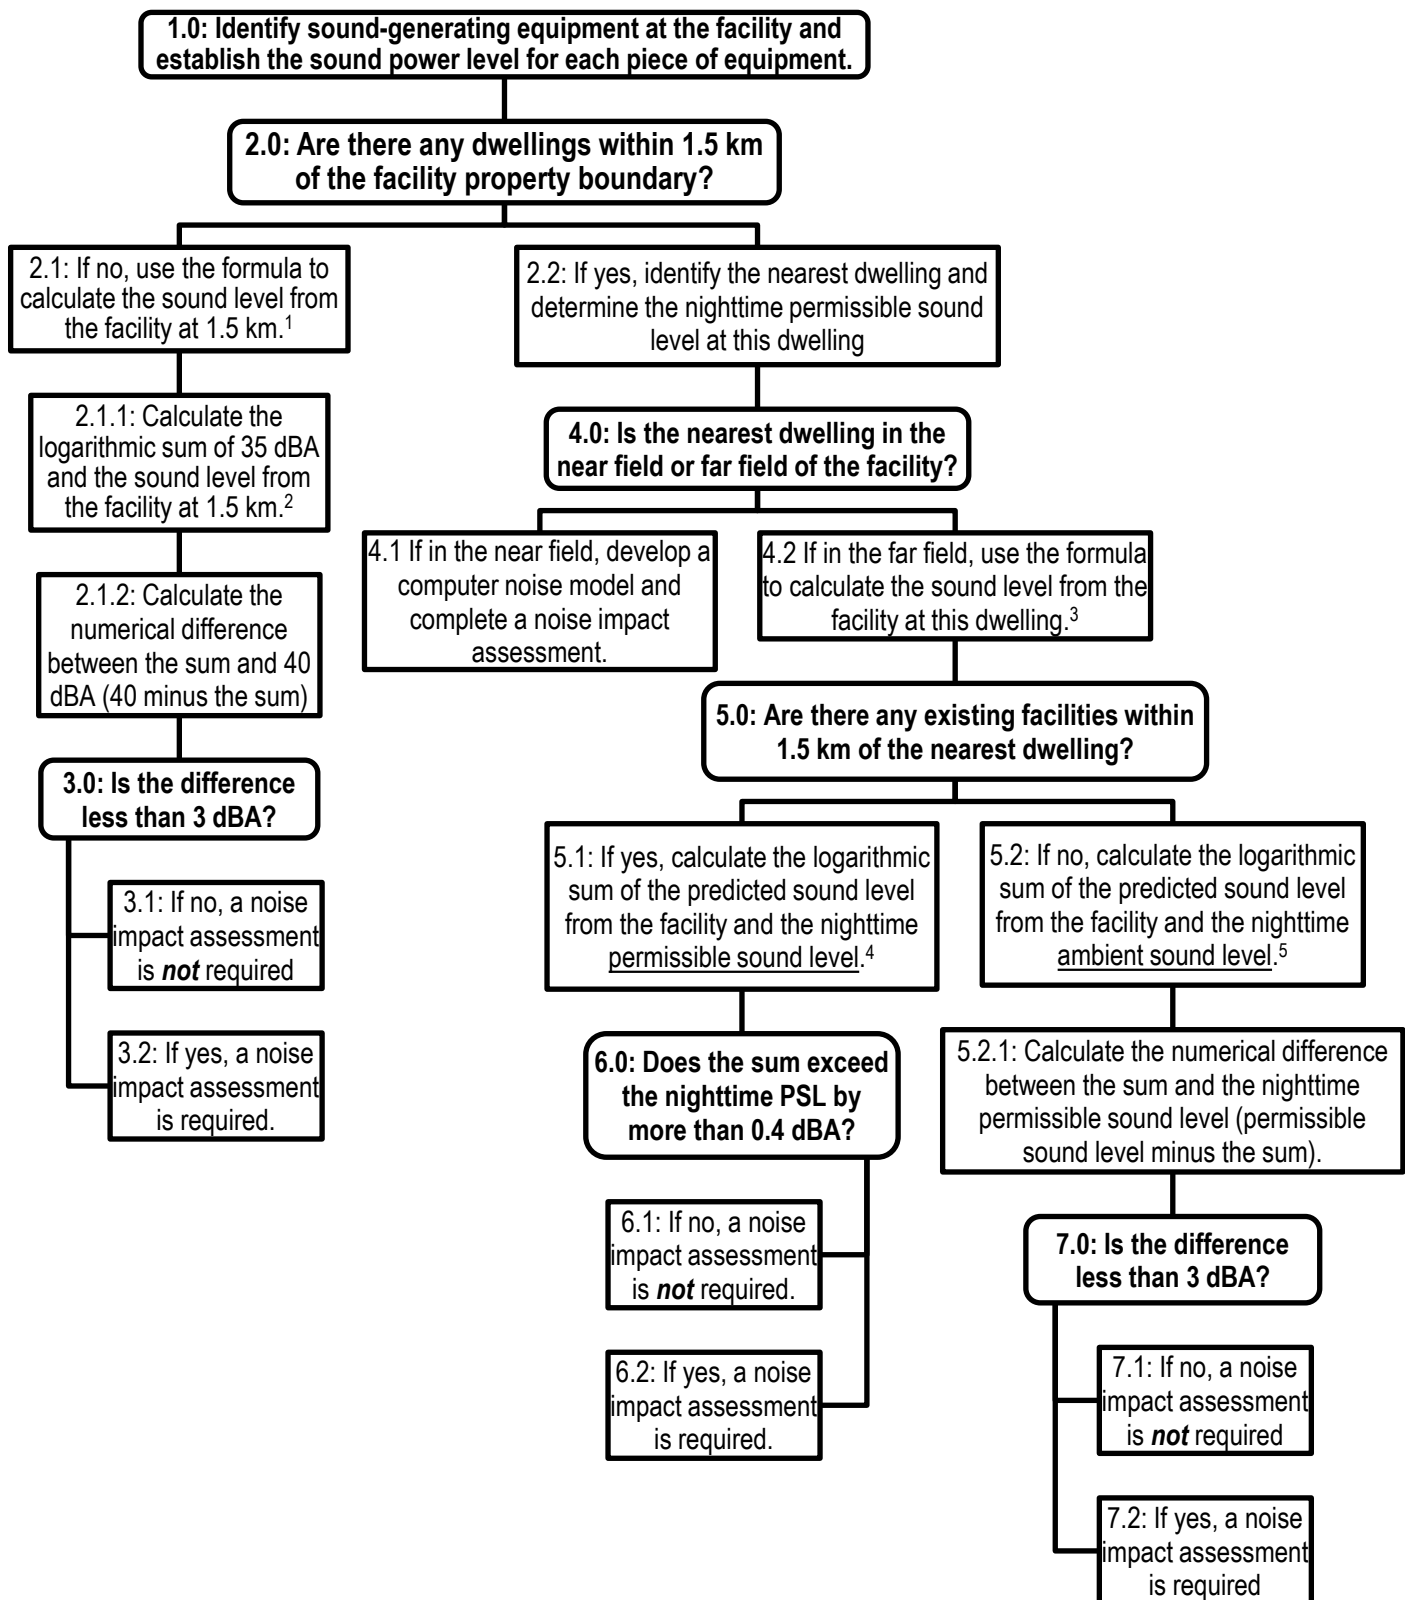 1.0: Identify sound-generating equipment at the facility and
establish the sound power level for each piece of equipment.
2.0: Are there any dwellings within 1.5 km
of the facility property boundary?
2.1: If no, use the formula to
calculate the sound level from
the facility at 1.5 km.1
2.2: If yes, identify the nearest dwelling and
determine the nighttime permissible sound
level at this dwelling
2.1.1: Calculate the
logarithmic sum of 35 dBA
and the sound level from
the facility at 1.5 km.2
4.0: Is the nearest dwelling in the
near field or far field of the facility?
4.1 If in the near field, develop a
computer noise model and
complete a noise impact
assessment.
4.2 If in the far field, use the formula
to calculate the sound level from the
facility at this dwelling.3
2.1.2: Calculate the
numerical difference
between the sum and 40
dBA (40 minus the sum)
5.0: Are there any existing facilities within
1.5 km of the nearest dwelling?
3.0: Is the difference
less than 3 dBA?
3.1: If no, a noise
impact assessment
is not required
3.2: If yes, a noise
impact assessment
is required.
5.1: If yes, calculate the logarithmic
sum of the predicted sound level
from the facility and the nighttime
permissible sound level.4
5.2: If no, calculate the logarithmic
sum of the predicted sound level
from the facility and the nighttime
ambient sound level.5
6.0: Does the sum exceed
the nighttime PSL by
more than 0.4 dBA?
5.2.1: Calculate the numerical difference
between the sum and the nighttime
permissible sound level (permissible
sound level minus the sum).
6.1: If no, a noise
impact assessment
is not required.
6.2: If yes, a noise
impact assessment
is required.
7.0: Is the difference
less than 3 dBA?
7.1: If no, a noise
impact assessment
is not required
7.2: If yes, a noise
impact assessment
is required